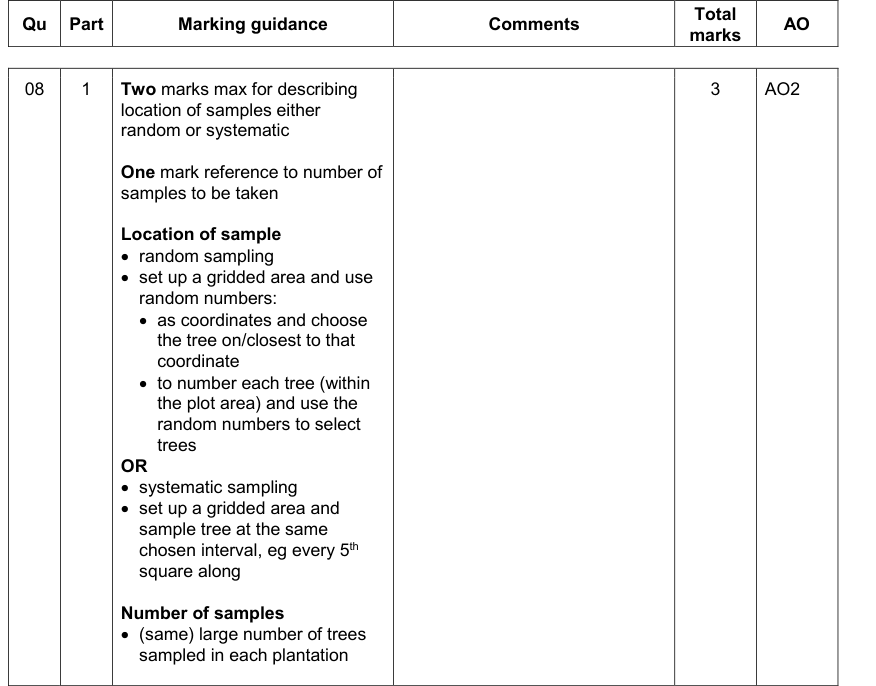 Qu Part Marking guidance Comments Total marks AO
08 1 Two marks max for describing 3 AO2
location of samples either
random or systematic
One mark reference to number of
samples to be taken
Location of sample
• random sampling
• set up a gridded area and use
random numbers:
• as coordinates and choose
the tree on/closest to that
coordinate
• to number each tree (within
the plot area) and use the
random numbers to select
trees
OR
• systematic sampling
• set up a gridded area and
sample tree at the same
chosen interval, eg every 5th
square along
Number of samples
• (same) large number of trees
sampled in each plantation